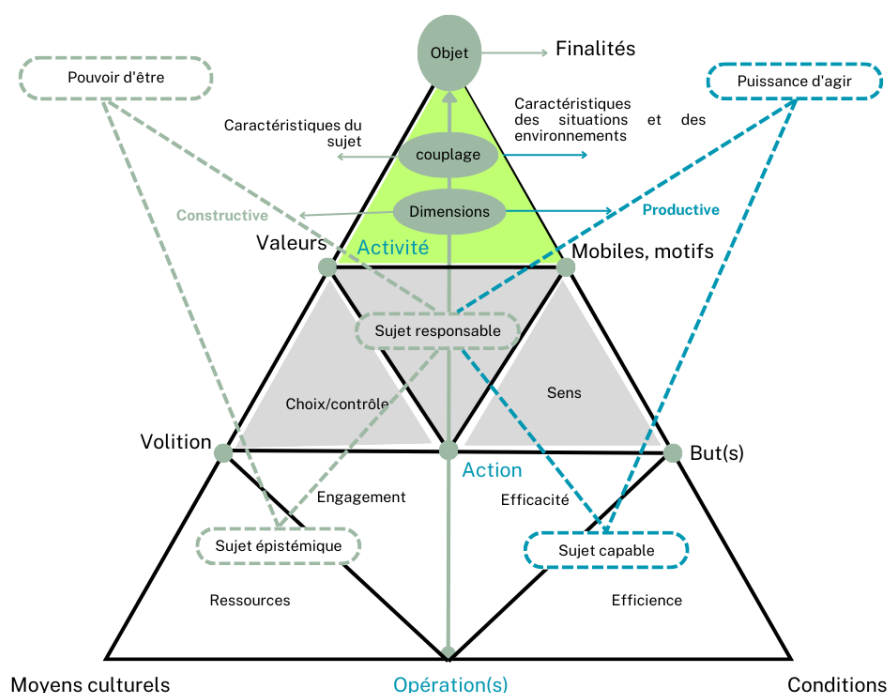 Objet
Finalités
Pouvoir d'être
Puissance d'agir
Caractéristiques du
sujet
Caractéristiques
des situations et des
environnements
couplage
Dimensions
Constructive
Productive
Valeurs
Activité
Mobiles, motifs
Sujet responsable
Choix/contrôle
Sens
Volition
Action
But(s)
Engagement
Efficacité
Sujet épistémique
Sujet capable
Ressources
Efficience
Moyens culturels
Opération(s)
Conditions